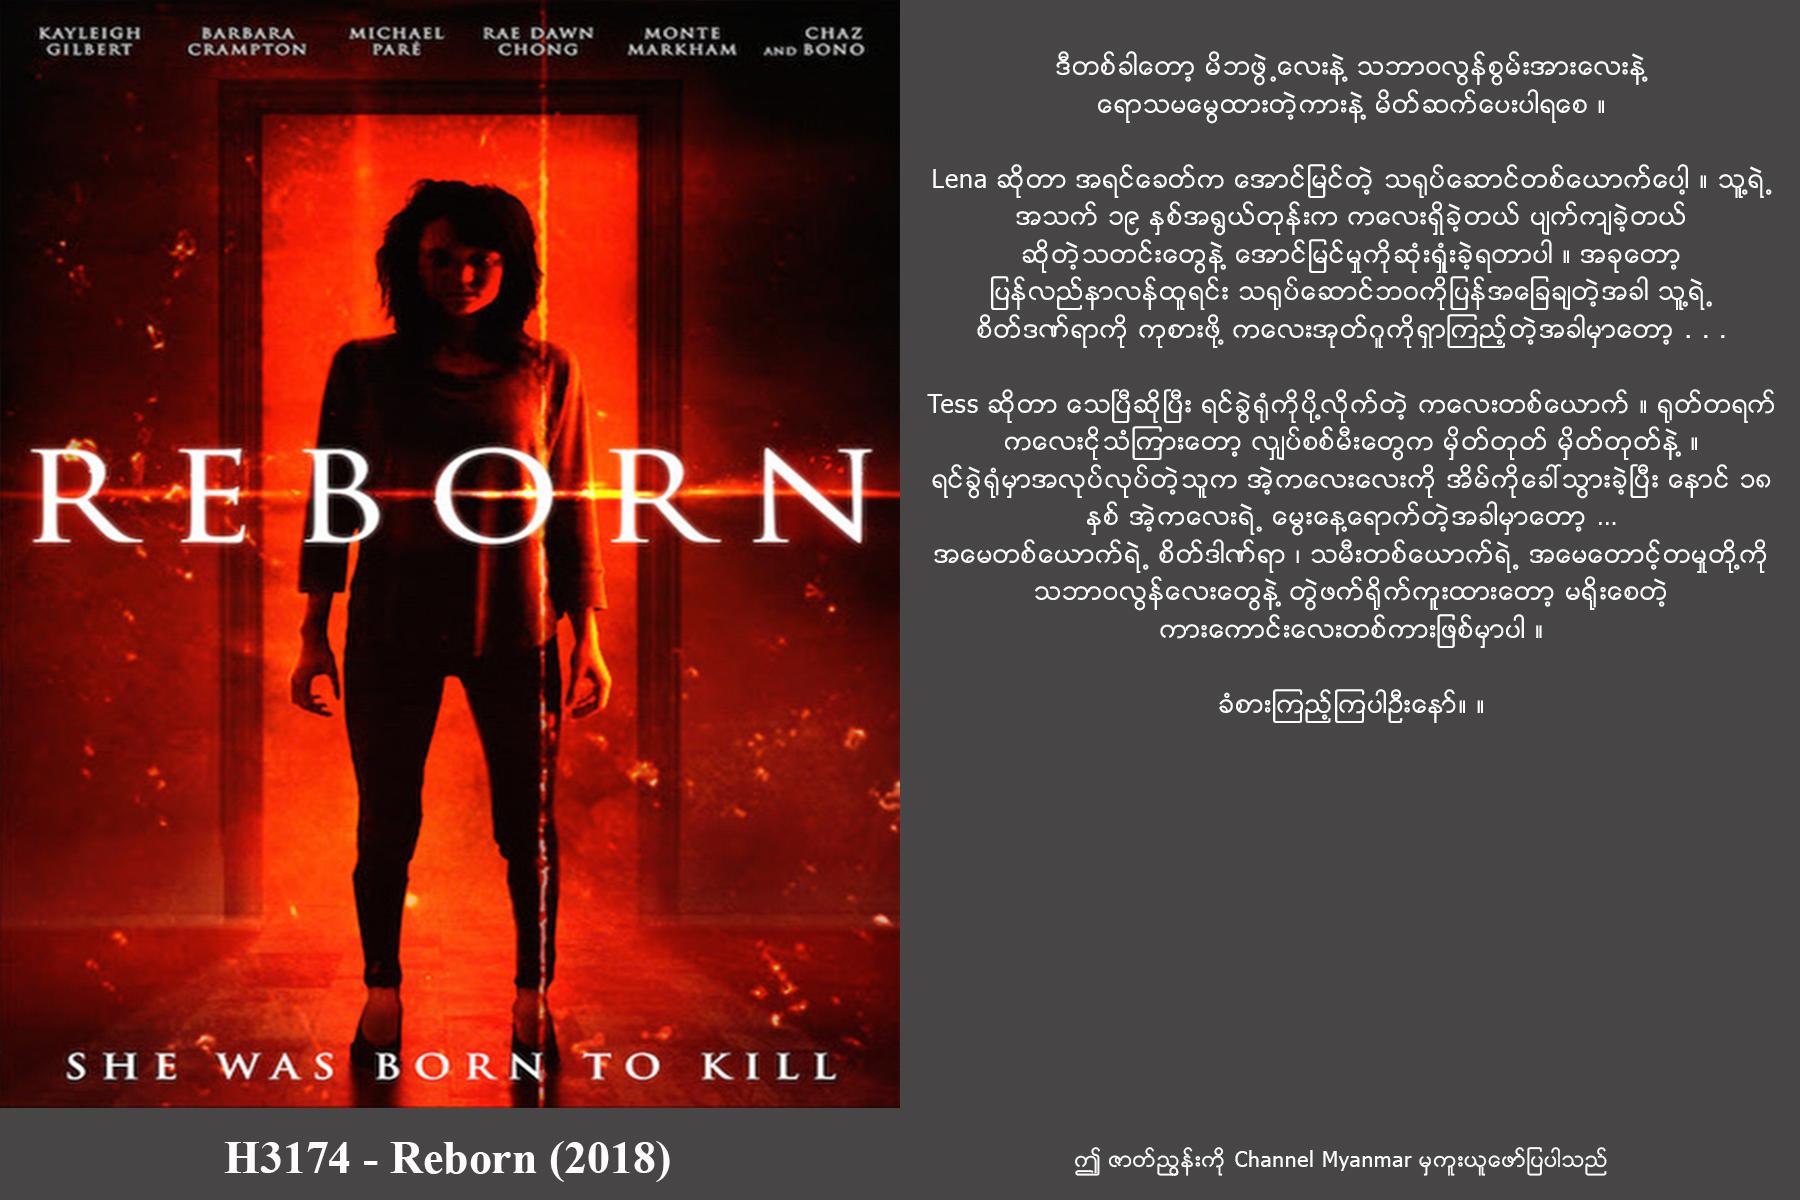 KAYLEIGH GILBERT
BARBARA CRAMPTON
MICHAEL PARÉ
RAE DAWN CHONG
MONTE MARKHAM
AND CHAZ BONO
REBORN
SHE WAS BORN TO KILL
H3174 - Reborn (2018)
ဒီတစ်ခါတော့ မိဘဖွဲ့လေးနဲ့ သဘာဝလွန်စွမ်းအားလေးနဲ့
ရောသမမွှေထားတဲ့ကားနဲ့ မိတ်ဆက်ပေးပါရစေ ။
Lena ဆိုတာ အရင်ခေတ်က အောင်မြင်တဲ့ သရုပ်ဆောင်တစ်ယောက်ပေါ့ ။ သူ့ရဲ့
အသက် ၁၉ နှစ်အရွယ်တုန်းက ကလေးရှိခဲ့တယ် ပျက်ကျခဲ့တယ်
ဆိုတဲ့သတင်းတွေနဲ့ အောင်မြင်မှုကိုဆုံးရှုံးခဲ့ရတာပါ ။ အခုတော့
ပြန်လည်နာလန်ထူရင်း သရုပ်ဆောင်ဘဝကိုပြန်အခြေချတဲ့အခါ သူ့ရဲ့
စိတ်ဒဏ်ရာကို ကုစားဖို့ ကလေးအုတ်ဂူကိုရှာကြည့်တဲ့အခါမှာတော့ . . .
Tess ဆိုတာ သေပြီဆိုပြီး ရင်ခွဲရုံကိုပို့လိုက်တဲ့ ကလေးတစ်ယောက် ။ ရုတ်တရက်
ကလေးငိုသံကြားတော့ လျှပ်စစ်မီးတွေက မှိတ်တုတ် မှိတ်တုတ်နဲ့ ။
ရင်ခွဲရုံမှာအလုပ်လုပ်တဲ့သူက အဲ့ကလေးလေးကို အိမ်ကိုခေါ်သွားခဲ့ပြီး နောင် ၁၈
နှစ် အဲ့ကလေးရဲ့ မွေးနေ့ရောက်တဲ့အခါမှာတော့ ...
အမေတစ်ယောက်ရဲ့ စိတ်ဒါဏ်ရာ ၊ သမီးတစ်ယောက်ရဲ့ အမေတောင့်တမှုတို့ကို
သဘာဝလွန်လေးတွေနဲ့ တွဲဖက်ရိုက်ကူးထားတော့ မရိုးစေတဲ့
ကားကောင်းလေးတစ်ကားဖြစ်မှာပါ ။
ခံစားကြည့်ကြပါဦးနော်။ ။
ဤ ဇာတ်ညွှန်းကို Channel Myanmar မှကူးယူဖော်ပြပါသည်